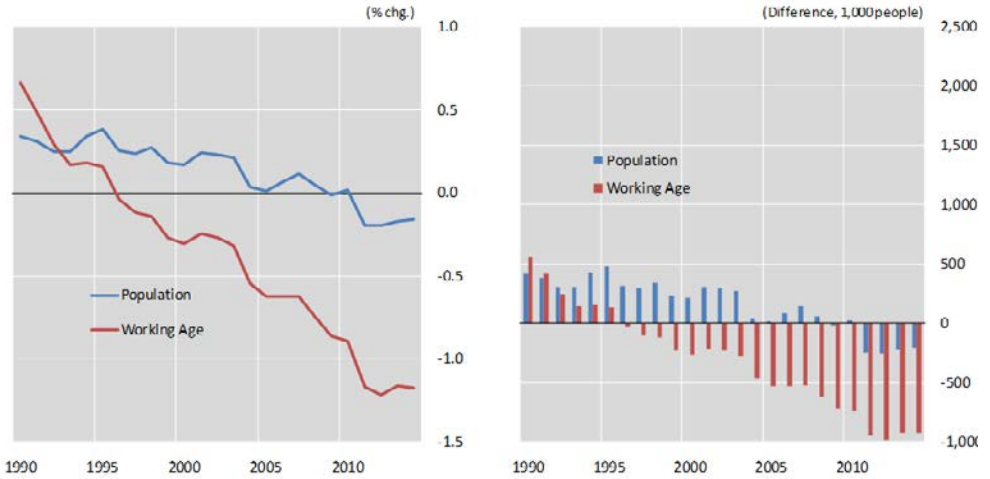 (% chg.)
1.0
0.5
0.0
-0.5
-1.0
-1.5
Population
Working Age
1990 1995 2000 2005 2010
(Difference, 1,000 people)
2,500
2,000
1,500
1,000
500
0
-500
-1,000
Population
Working Age
1990 1995 2000 2005 2010